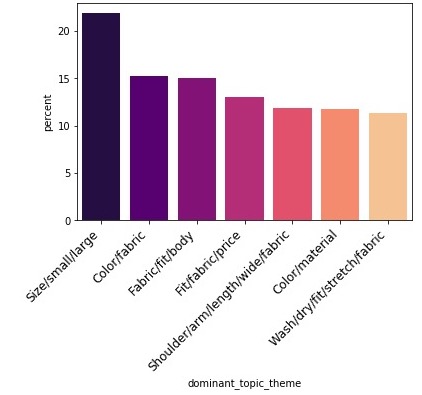 20
15
10
5
0
percent
Size/small/large
Color/fabric
Fabric/fit/body
Fit/fabric/price
Shoulder/arm/length/wide/fabric
Color/material
Wash/dry/fit/stretch/fabric
dominant_topic_theme